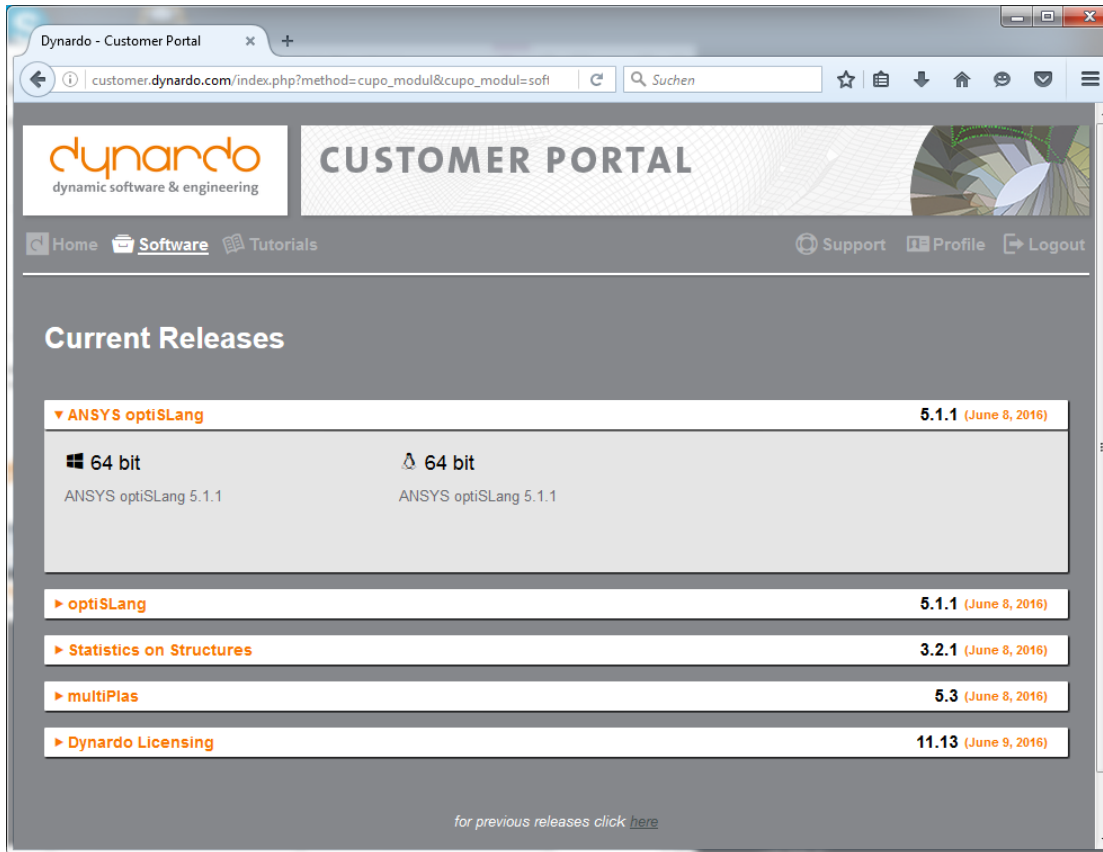 Dynardo - Customer Portal
customer.dynardo.com/index.php?method=cupo_modul&cupo_modul=soft
Suchen
dynardo
dynamic software & engineering
CUSTOMER PORTAL
Home Software Tutorials Support Profile Logout
Current Releases
ANSYS optiSLang 5.1.1 (June 8, 2016)
64 bit 64 bit
ANSYS optiSLang 5.1.1 ANSYS optiSLang 5.1.1
optiSLang 5.1.1 (June 8, 2016)
Statistics on Structures 3.2.1 (June 8, 2016)
multiPlas 5.3 (June 8, 2016)
Dynardo Licensing 11.13 (June 9, 2016)
for previous releases click here